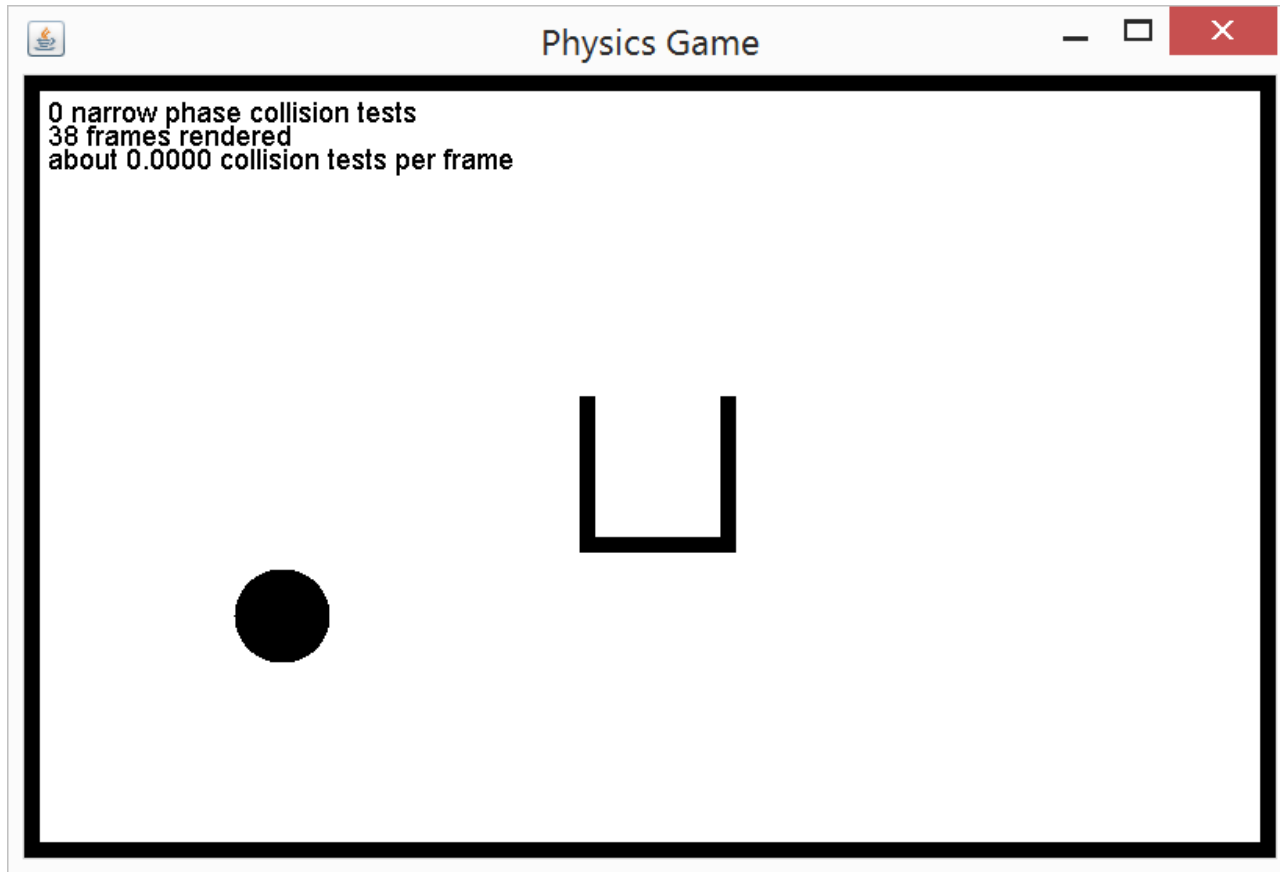 Physics Game
0 narrow phase collision tests
38 frames rendered
about 0.0000 collision tests per frame